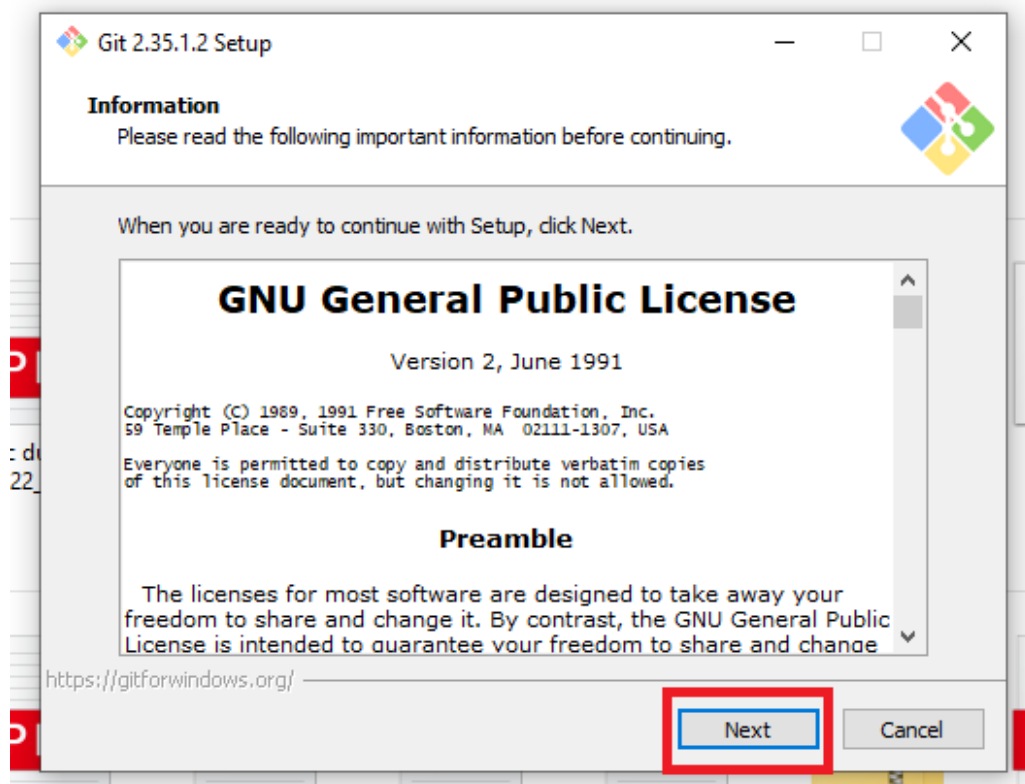 Git 2.35.1.2 Setup
Information
Please read the following important information before continuing.
When you are ready to continue with Setup, click Next.
GNU General Public License
Version 2, June 1991
Copyright (C) 1989, 1991 Free Software Foundation, Inc.
59 Temple Place - Suite 330, Boston, MA  02111-1307, USA
Everyone is permitted to copy and distribute verbatim copies
of this license document, but changing it is not allowed.
Preamble
The licenses for most software are designed to take away your
freedom to share and change it. By contrast, the GNU General Public
License is intended to guarantee your freedom to share and change
https://gitforwindows.org/
Next
Cancel
22_